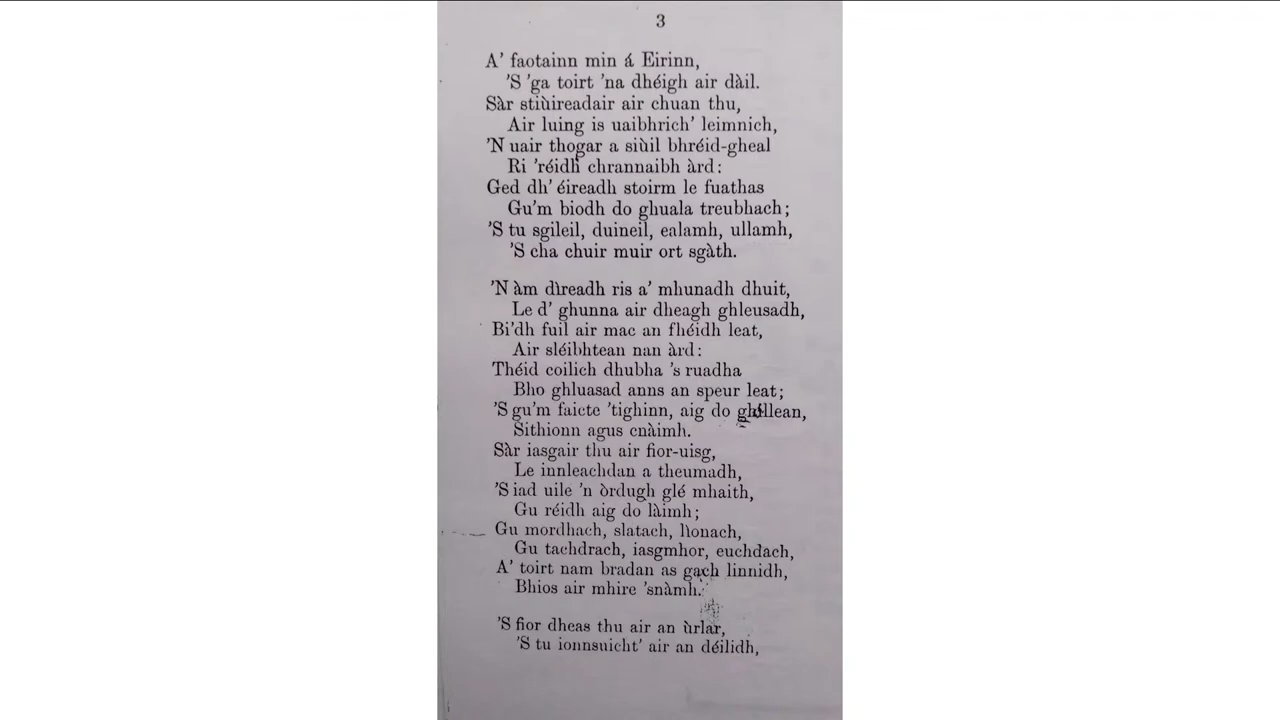 3
A’ faotainn min á Eirinn,
’S ’ga toirt ’na dhéigh air dàil.
Sàr stiùireadair air chuan thu,
Air luing is uaibhrich’ leimnich,
’N uair thogar a siùil bhréid-gheal
Ri ’réidh chrannaibh àrd:
Ged dh’ éireadh stoirm le fuathas
Gu’m biodh do ghuala treubhach;
’S tu sgileil, duineil, ealamh, ullamh,
’S cha chuir muir ort sgàth.
’N àm dìreadh ris a’ mhunadh dhuit,
Le d’ ghunna air dheagh ghleusadh,
Bi’dh fuil air mac an fhéidh leat,
Air sléibhtean nan àrd:
Théid coilich dhubha ’s ruadha
Bho ghluasad anns an speur leat;
’S gu’m faicte ’tighinn, aig do ghillean,
Sithionn agus cnàimh.
Sàr iasgair thu air fior-uisg,
Le innleachdan a theumadh,
’S iad uile ’n òrdugh glé mhaith,
Gu réidh aig do làimh;
Gu mordhach, slatach, lìonach,
Gu tachdrach, iasgmhor, euchdach,
A’ toirt nam bradan as gach linnidh,
Bhios air mhire ’snàmh.
’S fior dheas thu air an ùrlar,
’S tu ionnsuicht’ air an déilidh,